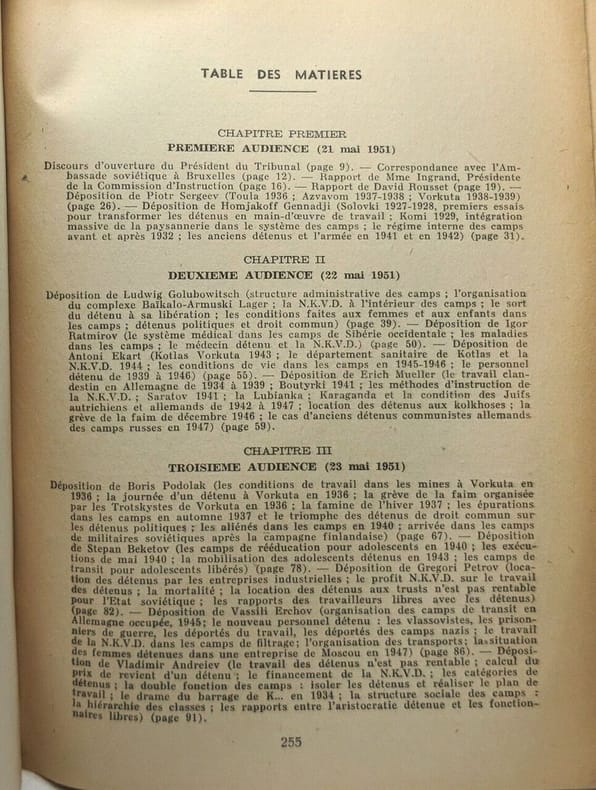 TABLE DES MATIERES
CHAPITRE PREMIER
PREMIERE AUDIENCE (21 mai 1951)
Discours d'ouverture du Président du Tribunal (page 9). — Correspondance avec l'Am-
bassade soviétique à Bruxelles (page 12). — Rapport de Mme Ingrand, Présidente
de la Commission d'Instruction (page 16). — Rapport de David Rousset (page 19). —
Déposition de Piotr Sergeev (Toula 1936 ; Azvavom 1937-1938 ; Vorkuta 1938-1939)
(page 26). — Déposition de Homjakoff Gennadji (Solovki 1927-1928, premiers essais
pour transformer les détenus en main-d'œuvre de travail ; Komi 1929, intégration
massive de la paysannerie dans le système des camps ; le régime interne des camps
avant et après 1932 ; les anciens détenus et l'armée en 1941 et en 1942) (page 31).
CHAPITRE II
DEUXIEME AUDIENCE (22 mai 1951)
Déposition de Ludwig Golubowitsch (structure administrative des camps ; l'organisation
du complexe Balkalo-Armuski Lager ; la N.K.V.D. à l'intérieur des camps ; le sort
du détenu à sa libération ; les conditions faites aux femmes et aux enfants dans
les camps ; détenus politiques et droit commun) (page 39). — Déposition de Igor
Ratmirov (le système médical dans les camps de Sibérie occidentale ; les maladies
dans les camps ; le médecin détenu et la N.K.V.D.) (page 50). — Déposition de
Antoni Ekart (Kotlas Vorkuta 1943 ; le département sanitaire de Kotlas et la
N.K.V.D. 1944 ; les conditions de vie dans les camps en 1945-1946 ; le personnel
détenu de 1939 à 1946) (page 55). — Déposition de Erich Mueller (le travail clan-
destin en Allemagne de 1934 à 1939 ; Boutyrki 1941 ; les méthodes d'instruction de
la N.K.V.D. ; Saratov 1941 ; la Lubianka ; Karaganda et la condition des Juifs
autrichiens et allemands de 1942 à 1947 ; location des détenus aux kolkhoses ; la
grève de la faim de décembre 1946 ; le cas d'anciens détenus communistes allemands
des camps russes en 1947) (page 59).
CHAPITRE III
TROISIEME AUDIENCE (23 mai 1951)
Déposition de Boris Podolak (les conditions de travail dans les mines à Vorkuta en
1936 ; la journée d'un détenu à Vorkuta en 1936 ; la grève de la faim organisée
par les Trotskystes de Vorkuta en 1936 ; la famine de l'hiver 1937 ; les épurations
dans les camps en automne 1937 et le triomphe des détenus de droit commun sur
les détenus politiques ; les aliénés dans les camps en 1940 ; arrivée dans les camps
de militaires soviétiques après la campagne finlandaise) (page 67). — Déposition
de Stepan Beketov (les camps de rééducation pour adolescents en 1940 ; les exécu-
tions de mai 1940 ; la mobilisation des adolescents détenus en 1943 ; les camps de
transit pour adolescents libérés) (page 78). — Déposition de Gregori Petrov (loca-
tion des détenus par les entreprises industrielles ; le profit N.K.V.D. sur le travail
des détenus ; la mortalité ; la location des détenus aux trusts n'est pas rentable
pour l'Etat soviétique ; les rapports des travailleurs libres avec les détenus)
(page 82). — Déposition de Vassili Erchov (organisation des camps de transit en
Allemagne occupée, 1945; le nouveau personnel détenu : les vlassovistes, les prison-
niers de guerre, les déportés du travail, les déportés des camps nazis ; le travail
de la N.K.V.D. dans les camps de filtrage; l'organisation des transports; la situation
des femmes détenues dans une entreprise de Moscou en 1947) (page 86). — Déposi-
tion de Vladimir Andreiev (le travail des détenus n'est pas rentable ; calcul du
prix de revient d'un détenu ; le financement de la N.K.V.D. ; les catégories de
détenus ; la double fonction des camps : isoler les détenus et réaliser le plan de
travail ; le drame du barrage de K... en 1934 ; la structure sociale des camps :
la hiérarchie des classes ; les rapports entre l'aristocratie détenue et les fonction-
naires libres) (page 91).
255